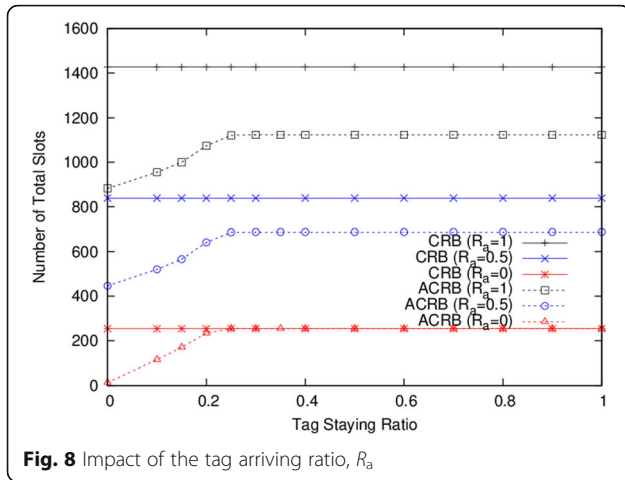 1600
1400
1200
1000
800
600
400
200
0
Number of Total Slots
CRB (Ra=1)
CRB (Ra=0.5)
CRB (Ra=0)
ACRB (Ra=1)
ACRB (Ra=0.5)
ACRB (Ra=0)
0 0.2 0.4 0.6 0.8 1
Tag Staying Ratio
Fig. 8 Impact of the tag arriving ratio, Ra